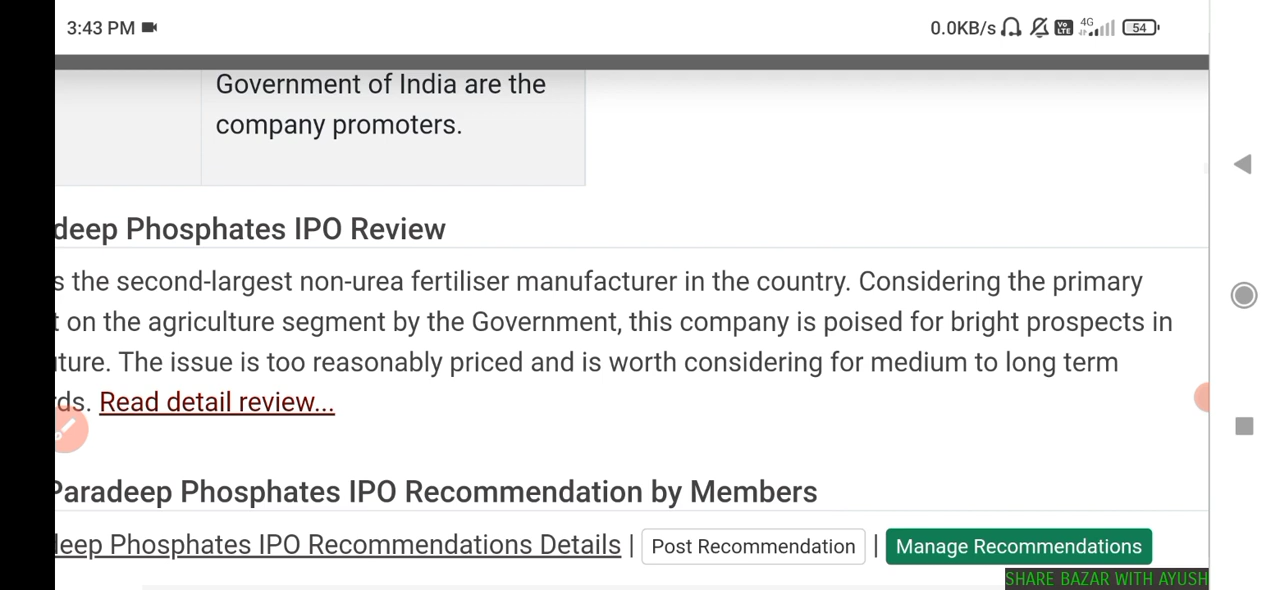 3:43 PM 0.0KB/s Vo LTE 4G 54
Government of India are the
company promoters.
deep Phosphates IPO Review
s the second-largest non-urea fertiliser manufacturer in the country. Considering the primary
t on the agriculture segment by the Government, this company is poised for bright prospects in
uture. The issue is too reasonably priced and is worth considering for medium to long term
rds. Read detail review...
Paradeep Phosphates IPO Recommendation by Members
deep Phosphates IPO Recommendations Details | Post Recommendation | Manage Recommendations
SHARE BAZAR WITH AYUSH